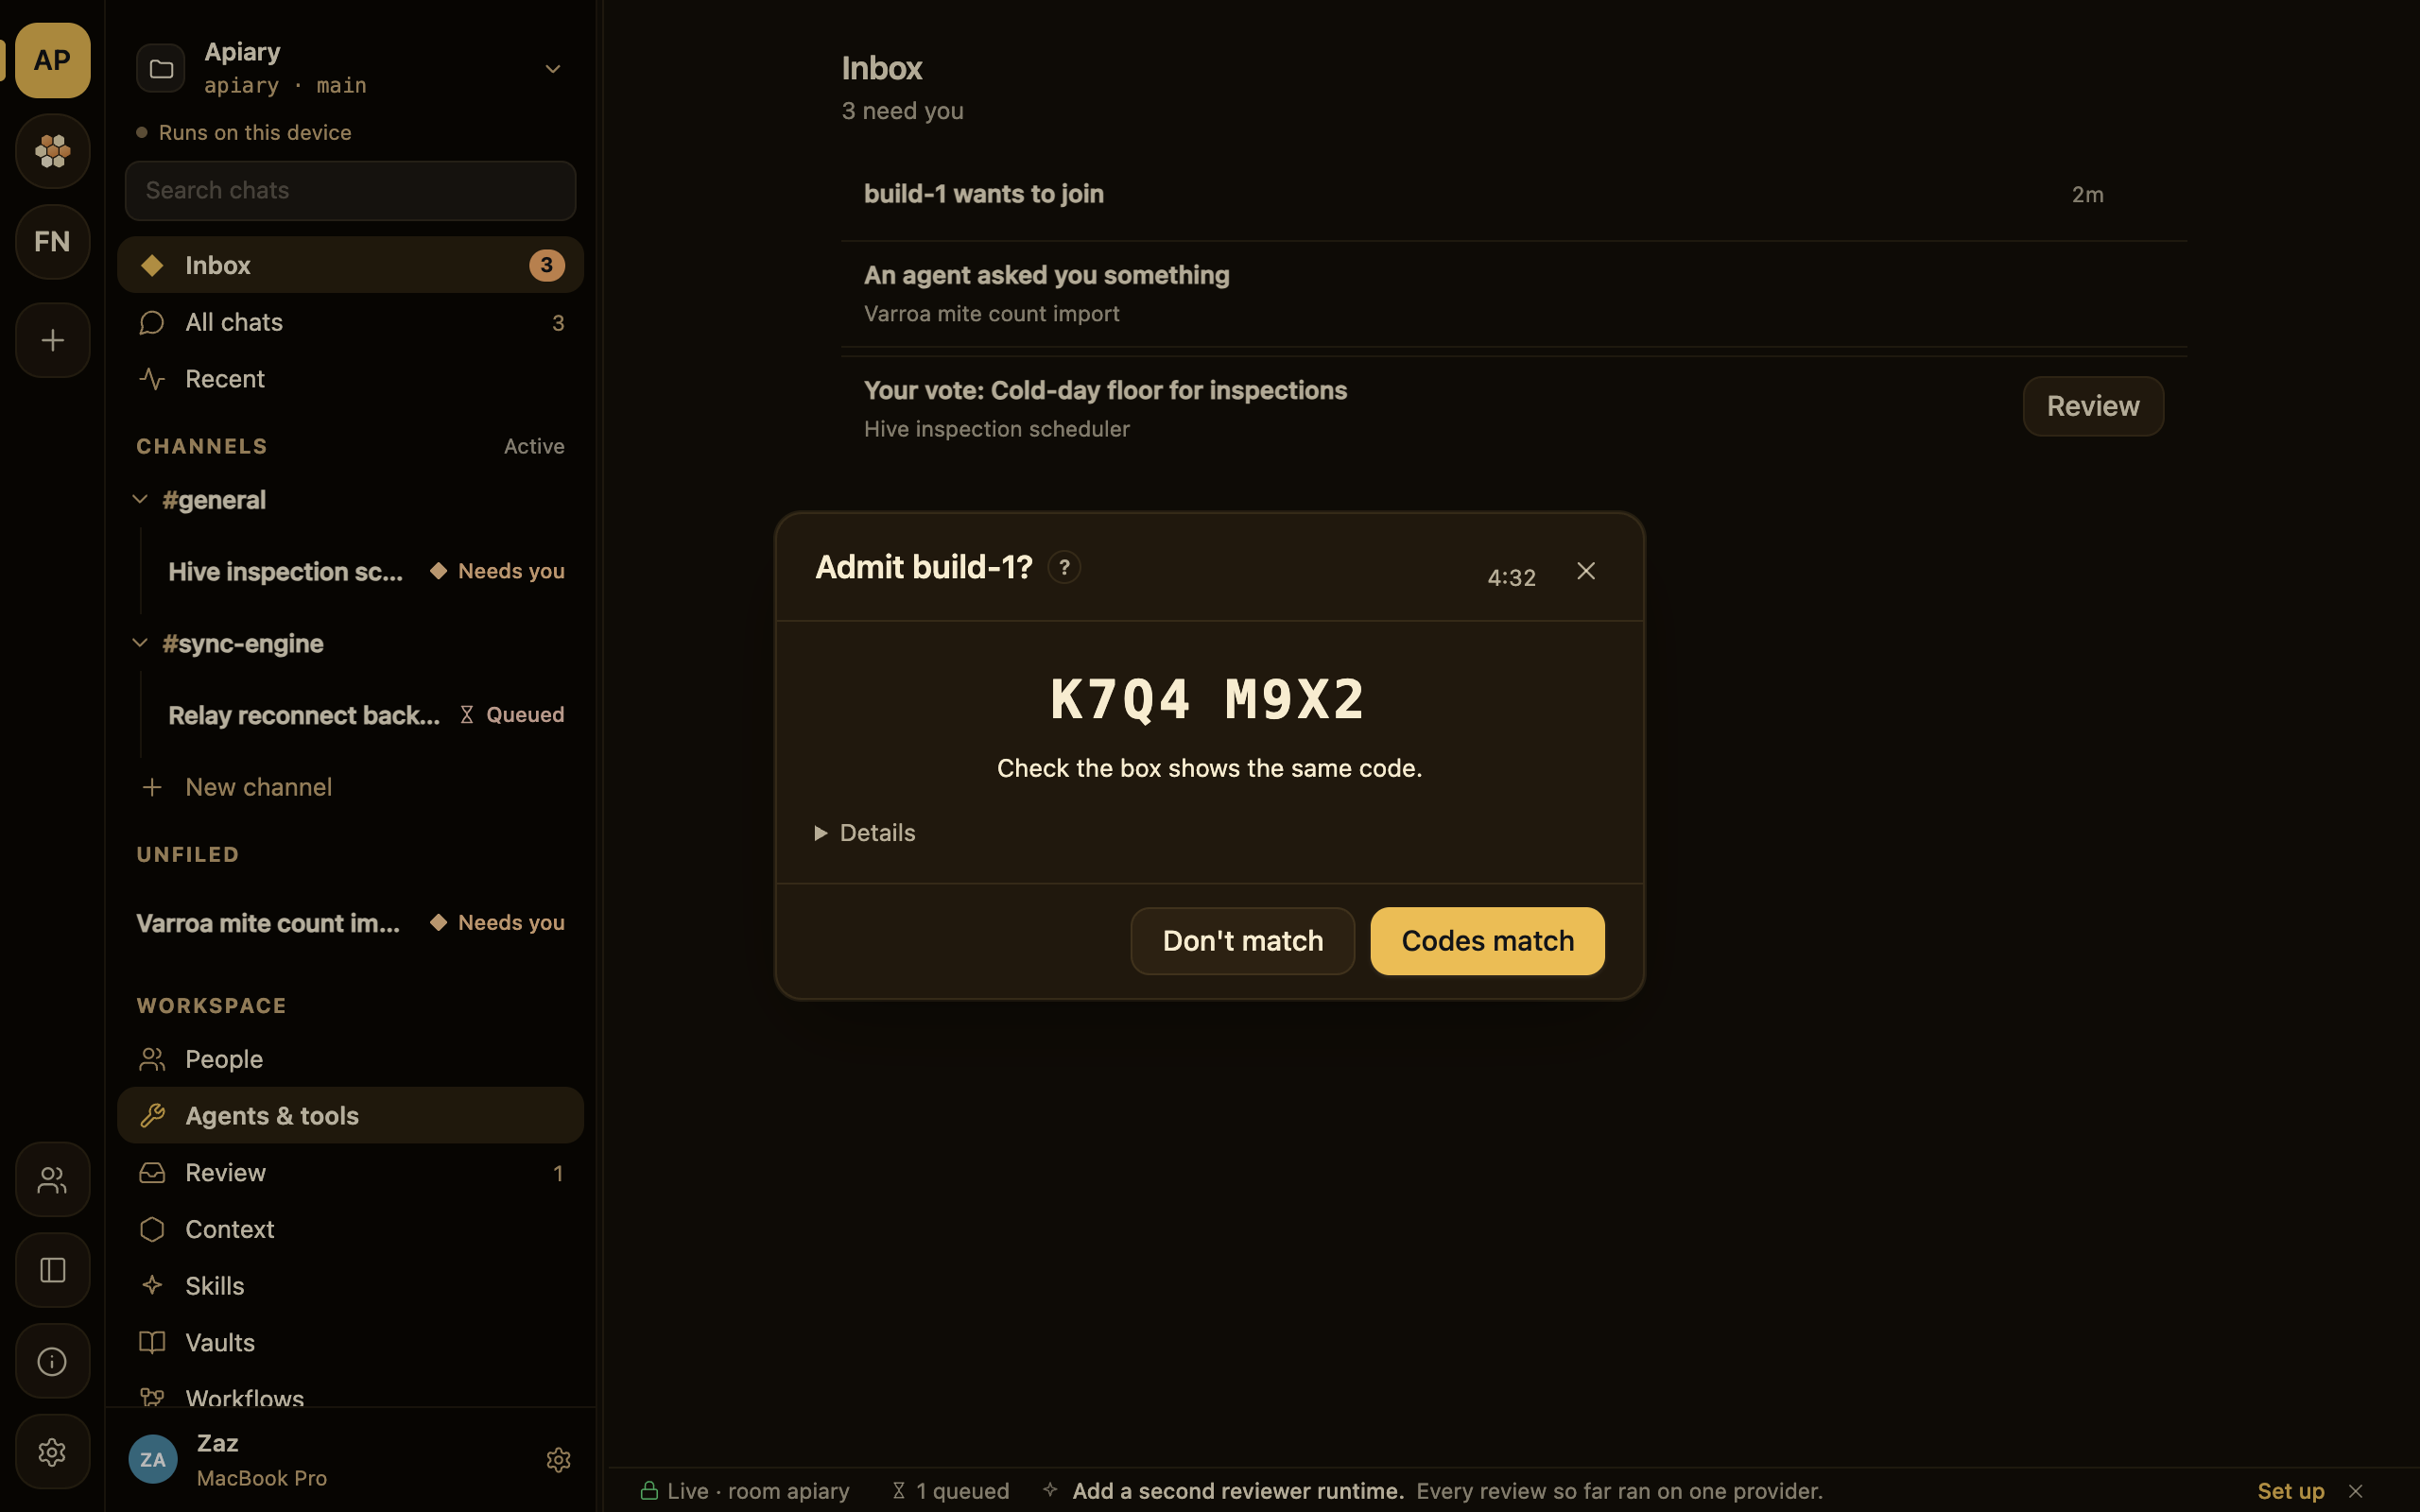 AP
FN
Apiary
apiary · main
Runs on this device
Search chats
Inbox 3
All chats 3
Recent
CHANNELS Active
#general
Hive inspection sc... Needs you
#sync-engine
Relay reconnect back... Queued
New channel
UNFILED
Varroa mite count im... Needs you
WORKSPACE
People
Agents & tools
Review 1
Context
Skills
Vaults
Workflows
ZA
Zaz
MacBook Pro
Inbox
3 need you
build-1 wants to join 2m
An agent asked you something
Varroa mite count import
Your vote: Cold-day floor for inspections
Hive inspection scheduler
Review
Admit build-1? ? 4:32
K7Q4 M9X2
Check the box shows the same code.
Details
Don't match Codes match
Live · room apiary 1 queued Add a second reviewer runtime. Every review so far ran on one provider. Set up